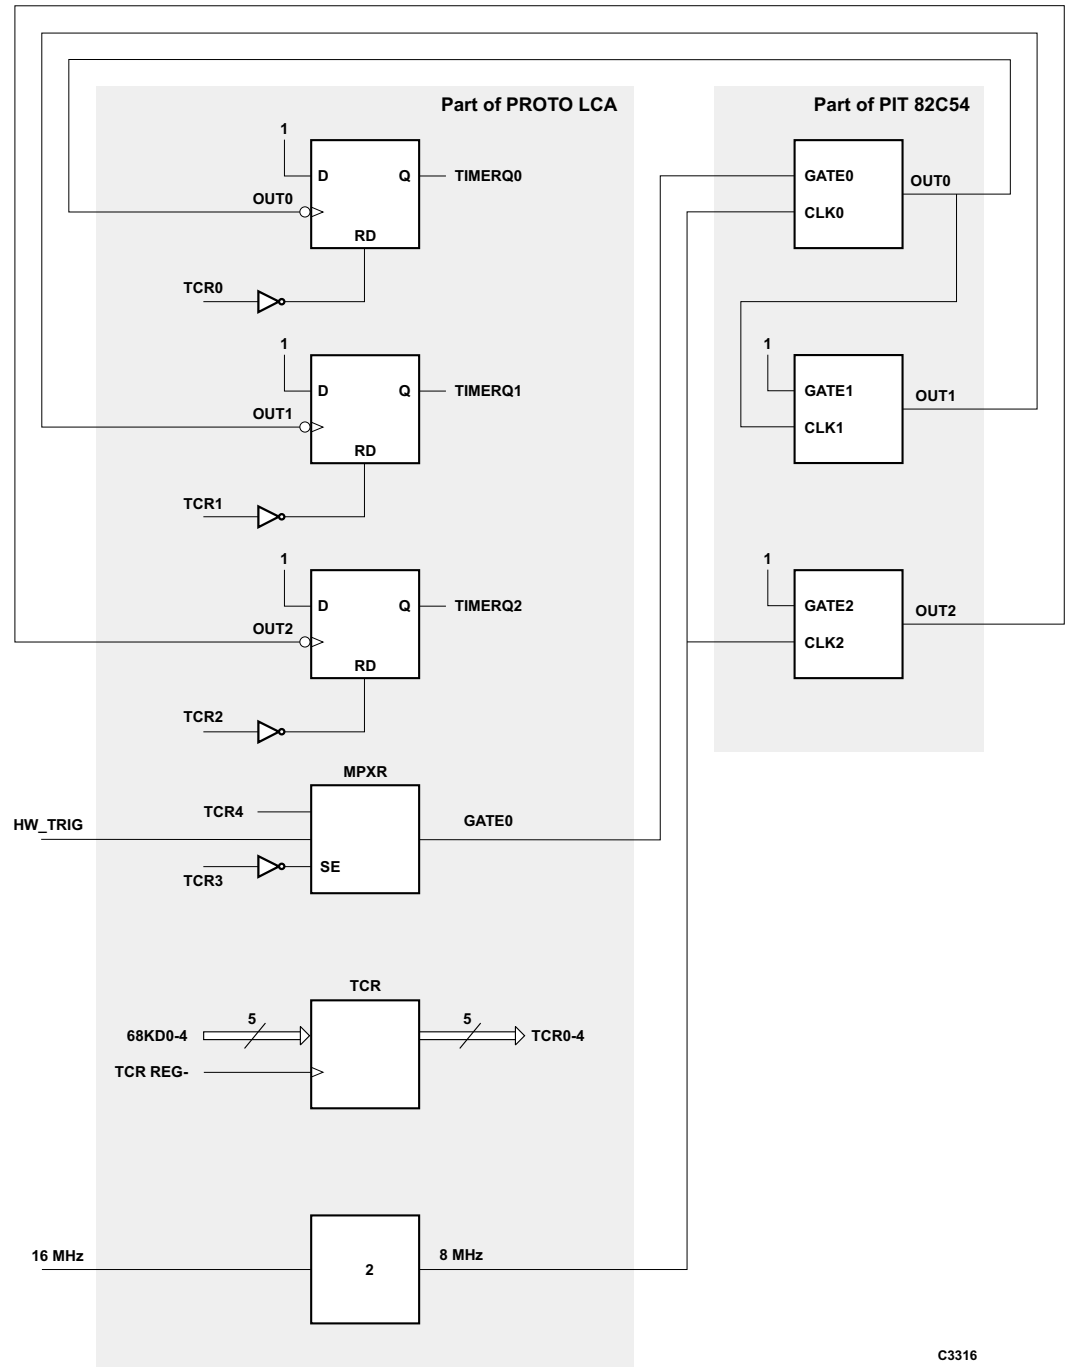 Part of PROTO LCA
Part of PIT 82C54
1
D
Q
TIMERQ0
OUT0
RD
TCR0
GATE0
CLK0
OUT0
1
D
Q
TIMERQ1
OUT1
RD
TCR1
1
GATE1
CLK1
OUT1
1
D
Q
TIMERQ2
OUT2
RD
TCR2
1
GATE2
CLK2
OUT2
MPXR
TCR4
HW_TRIG
GATE0
SE
TCR3
TCR
68KD0-4
5
5
TCR0-4
TCR REG-
16 MHz
2
8 MHz
C3316